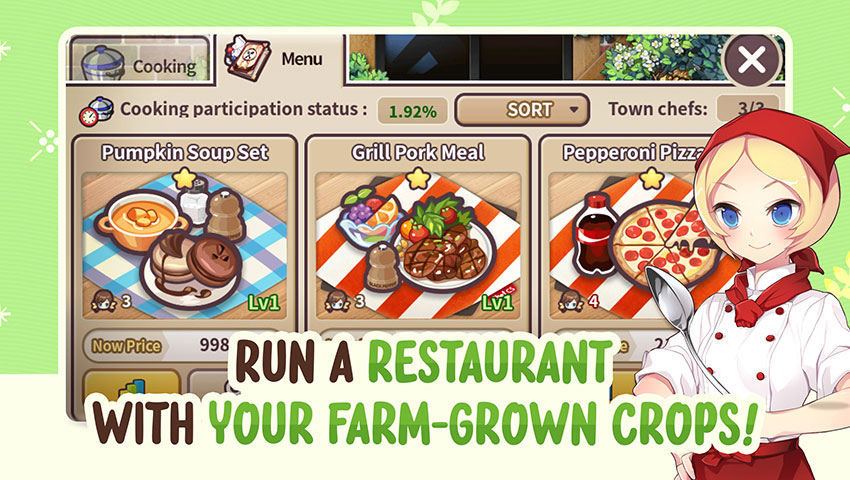 Cooking
Menu
Cooking participation status : 1.92% SORT Town chefs: 3/3
Pumpkin Soup Set Grill Pork Meal Pepperoni Pizza
3 Lv1 3 Lv1 4
Now Price 998
RUN A RESTAURANT
WITH YOUR FARM-GROWN CROPS!